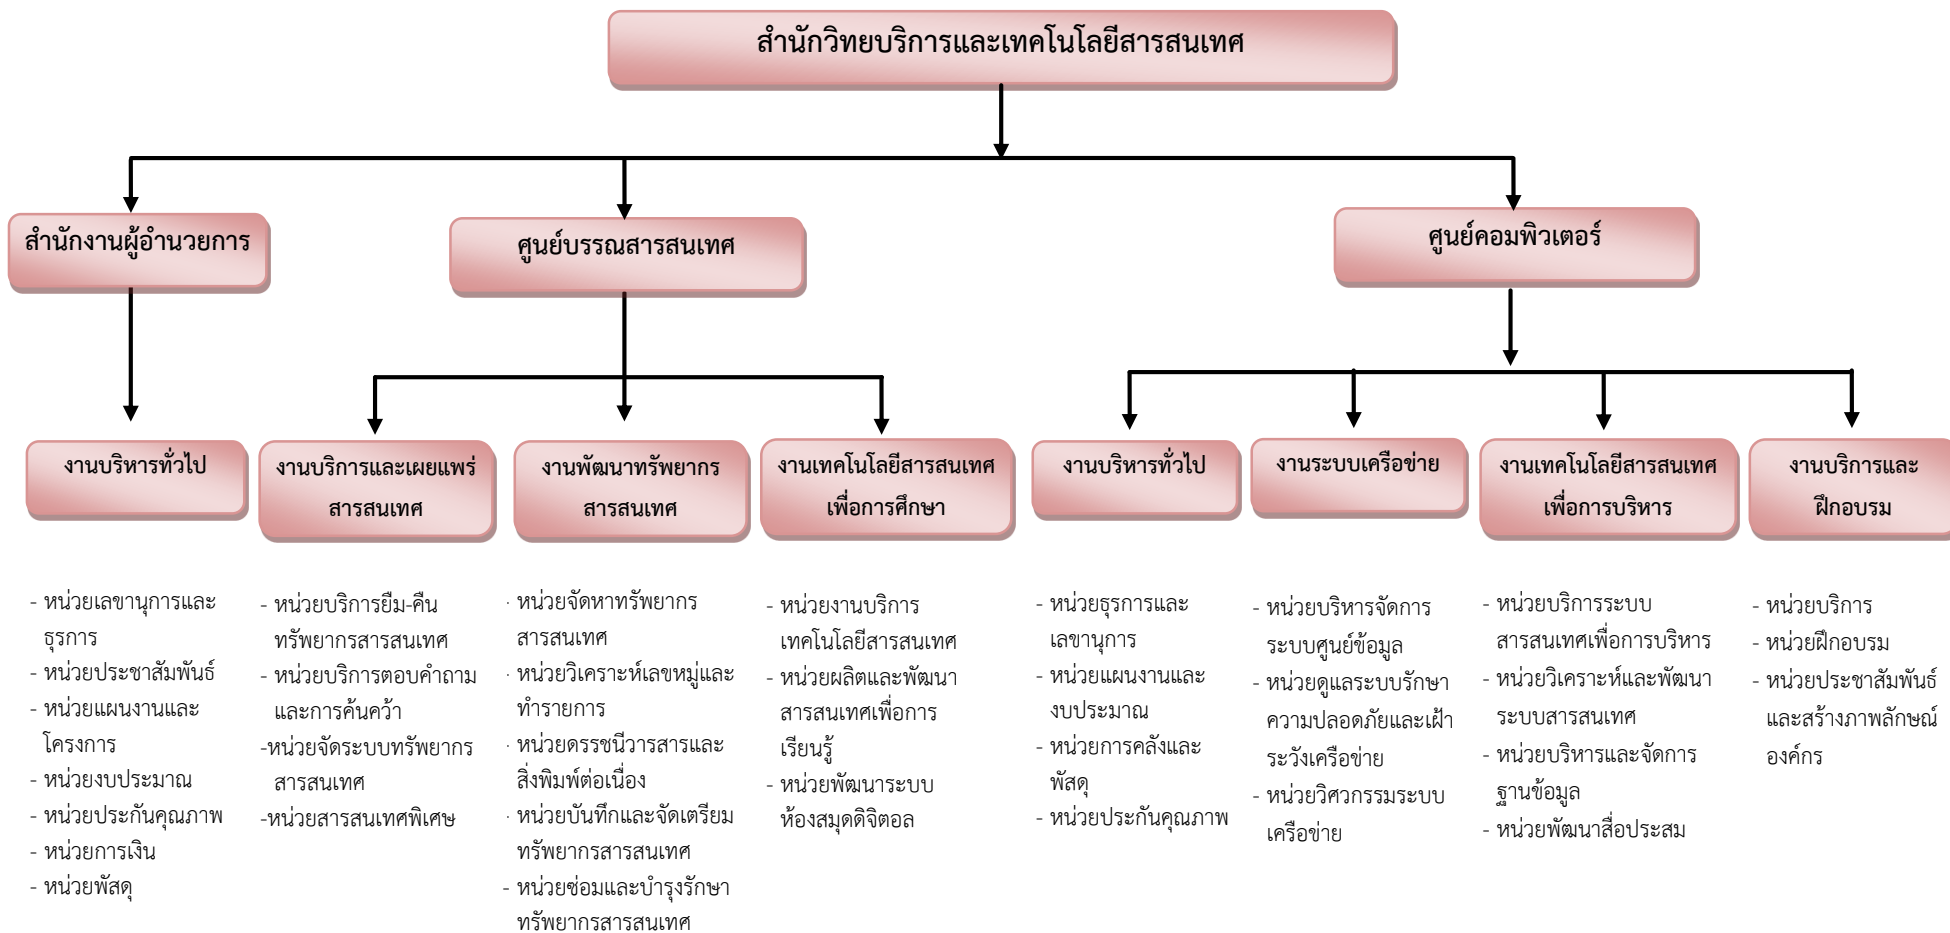 สำนักวิทยบริการและเทคโนโลยีสารสนเทศ
สำนักงานผู้อำนวยการ
ศูนย์บรรณสารสนเทศ
ศูนย์คอมพิวเตอร์
งานบริหารทั่วไป
งานบริการและเผยแพร่
สารสนเทศ
งานพัฒนาทรัพยากร
สารสนเทศ
งานเทคโนโลยีสารสนเทศ
เพื่อการศึกษา
งานบริหารทั่วไป
งานระบบเครือข่าย
งานเทคโนโลยีสารสนเทศ
เพื่อการบริหาร
งานบริการและ
ฝึกอบรม
- หน่วยเลขานุการและ
ธุรการ
- หน่วยประชาสัมพันธ์
- หน่วยแผนงานและ
โครงการ
- หน่วยงบประมาณ
- หน่วยประกันคุณภาพ
- หน่วยการเงิน
- หน่วยพัสดุ
- หน่วยบริการยืม-คืน
ทรัพยากรสารสนเทศ
- หน่วยบริการตอบคำถาม
และการค้นคว้า
-หน่วยจัดระบบทรัพยากร
สารสนเทศ
-หน่วยสารสนเทศพิเศษ
· หน่วยจัดหาทรัพยากร
สารสนเทศ
· หน่วยวิเคราะห์เลขหมู่และ
ทำรายการ
· หน่วยดรรชนีวารสารและ
สิ่งพิมพ์ต่อเนื่อง
· หน่วยบันทึกและจัดเตรียม
ทรัพยากรสารสนเทศ
- หน่วยซ่อมและบำรุงรักษา
ทรัพยากรสารสนเทศ
- หน่วยงานบริการ
เทคโนโลยีสารสนเทศ
- หน่วยผลิตและพัฒนา
สารสนเทศเพื่อการ
เรียนรู้
- หน่วยพัฒนาระบบ
ห้องสมุดดิจิตอล
- หน่วยธุรการและ
เลขานุการ
- หน่วยแผนงานและ
งบประมาณ
- หน่วยการคลังและ
พัสดุ
- หน่วยประกันคุณภาพ
- หน่วยบริหารจัดการ
ระบบศูนย์ข้อมูล
- หน่วยดูแลระบบรักษา
ความปลอดภัยและเฝ้า
ระวังเครือข่าย
- หน่วยวิศวกรรมระบบ
เครือข่าย
- หน่วยบริการระบบ
สารสนเทศเพื่อการบริหาร
- หน่วยวิเคราะห์และพัฒนา
ระบบสารสนเทศ
- หน่วยบริหารและจัดการ
ฐานข้อมูล
- หน่วยพัฒนาสื่อประสม
- หน่วยบริการ
- หน่วยฝึกอบรม
- หน่วยประชาสัมพันธ์
และสร้างภาพลักษณ์
องค์กร